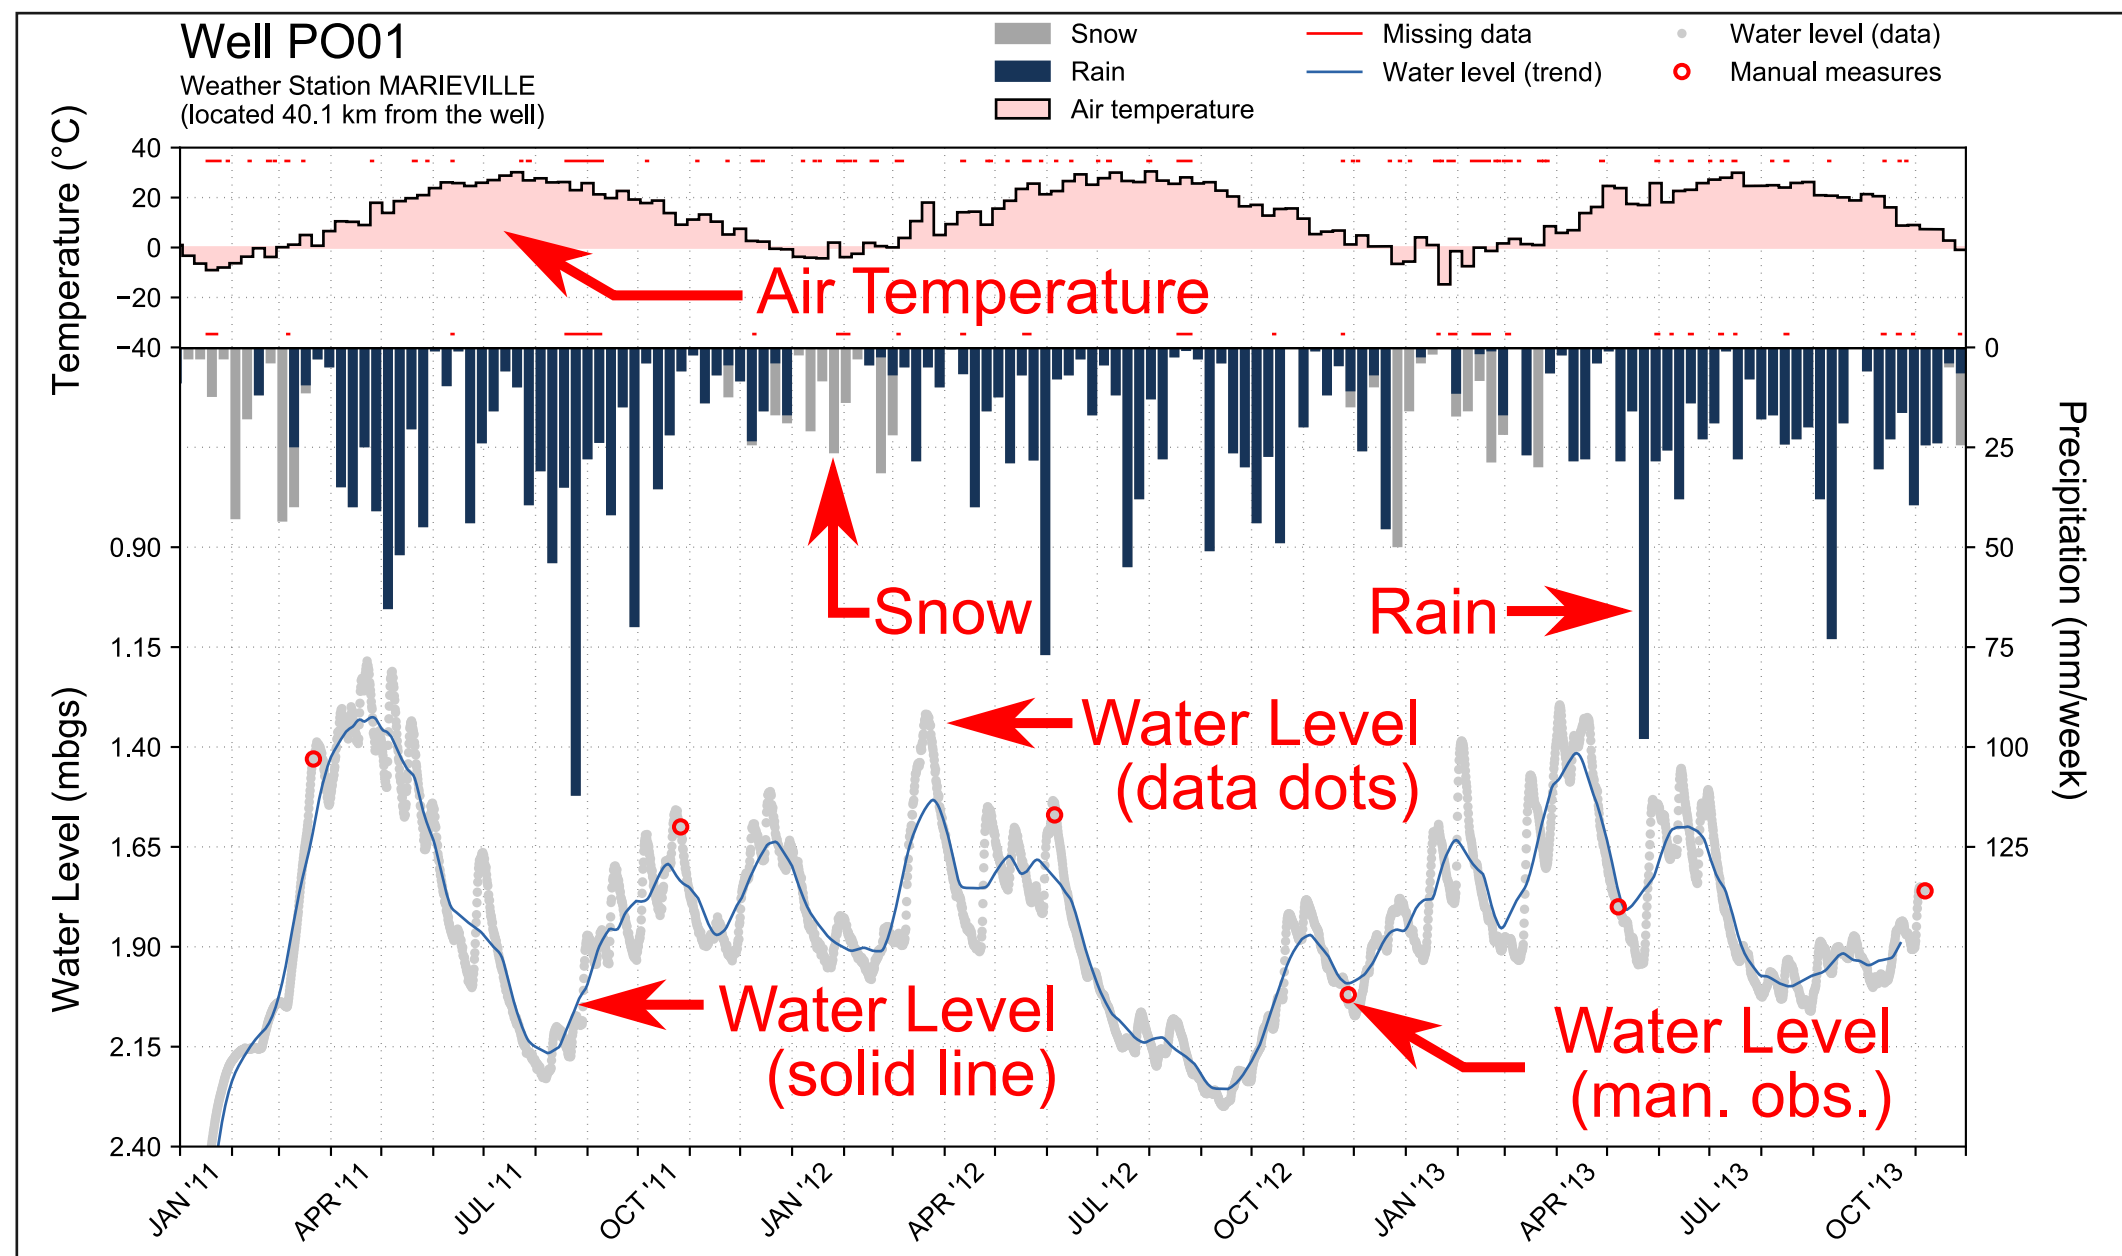 Well PO01
Weather Station MARIEVILLE
(located 40.1 km from the well)
Snow
Rain
Air temperature
Missing data
Water level (trend)
Water level (data)
Manual measures
Temperature (°C)
40
20
0
−20
−40
Air Temperature
Water Level (mbgs)
0.90
1.15
1.40
1.65
1.90
2.15
2.40
Precipitation (mm/week)
0
25
50
75
100
125
Snow
Rain
Water Level
(data dots)
Water Level
(solid line)
Water Level
(man. obs.)
JAN '11
APR '11
JUL '11
OCT '11
JAN '12
APR '12
JUL '12
OCT '12
JAN '13
APR '13
JUL '13
OCT '13